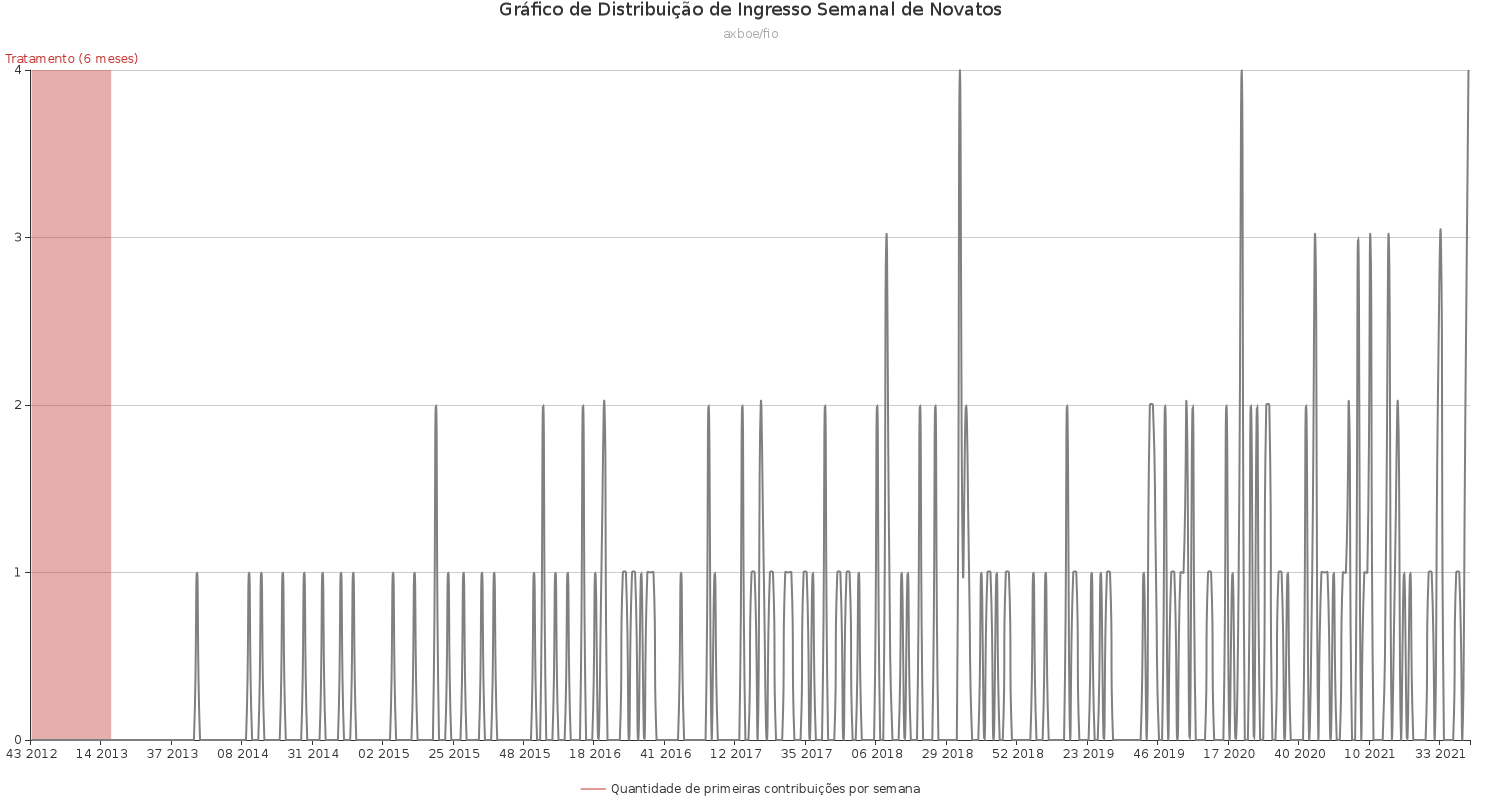 Gráfico de Distribuição de Ingresso Semanal de Novatos
axboe/fio
Tratamento (6 meses)
4
3
2
1
0
43 2012 14 2013 37 2013 08 2014 31 2014 02 2015 25 2015 48 2015 18 2016 41 2016 12 2017 35 2017 06 2018 29 2018 52 2018 23 2019 46 2019 17 2020 40 2020 10 2021 33 2021
Quantidade de primeiras contribuições por semana